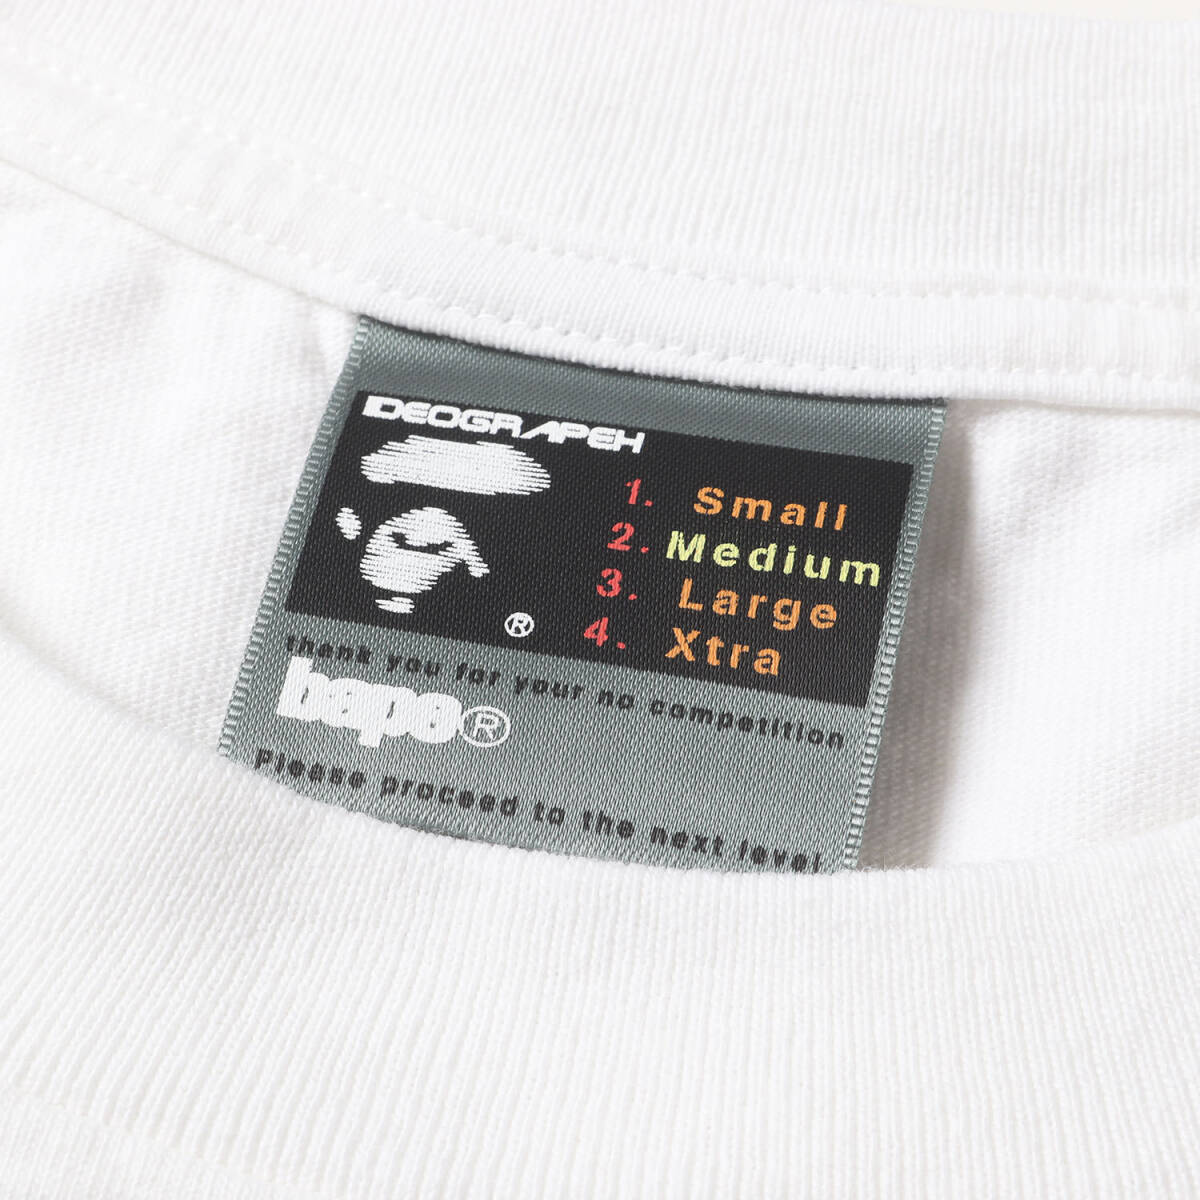 IDEOGRAPEH
1. Small
2. Medium
3. Large
4. Xtra
®
thenk you for your no competition
bape®
Please proceed to the next level